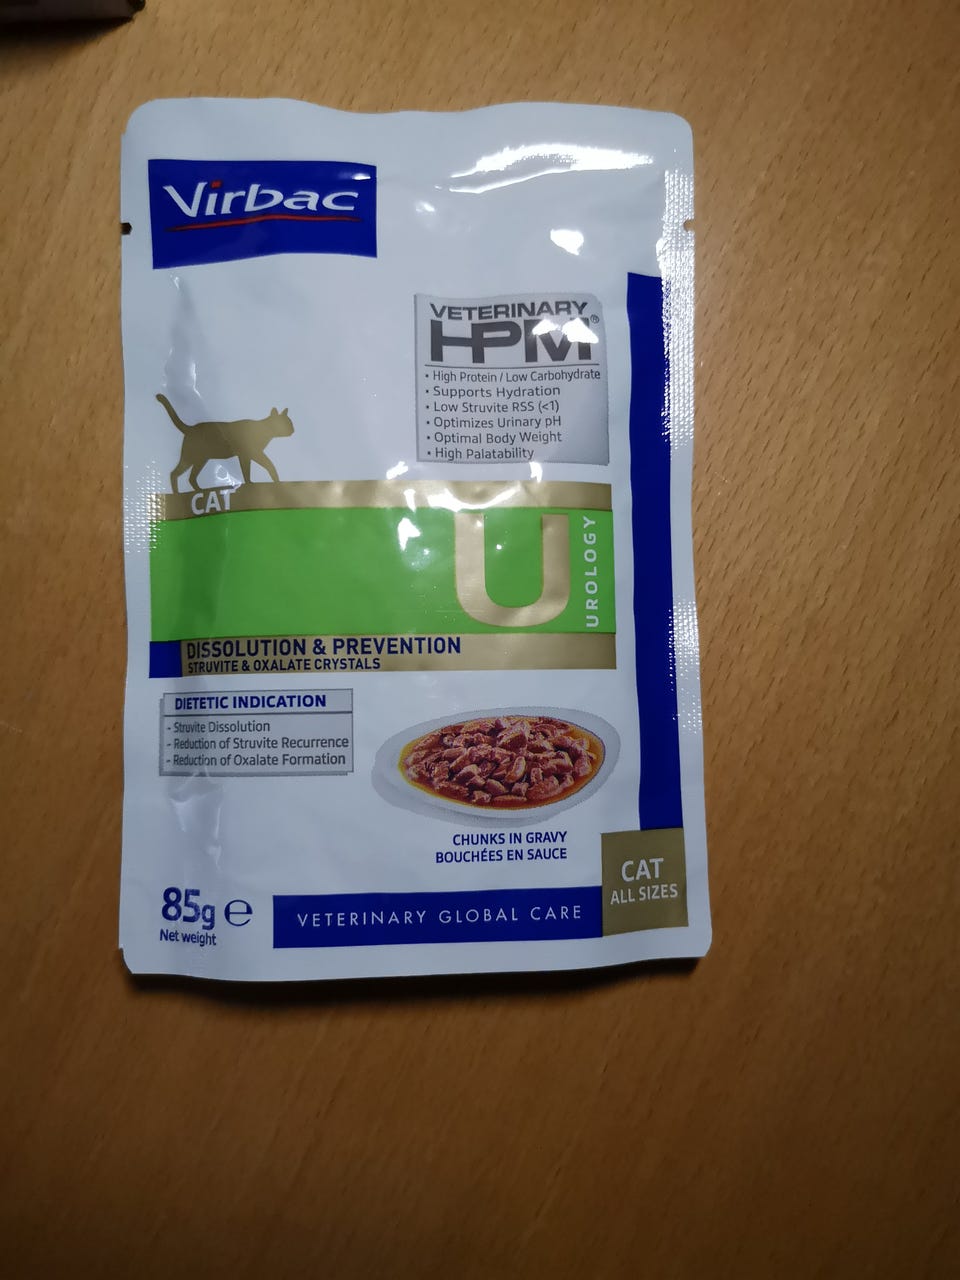 Virbac
VETERINARY
HPM®
• High Protein / Low Carbohydrate
• Supports Hydration
• Low Struvite RSS (<1)
• Optimizes Urinary pH
• Optimal Body Weight
• High Palatability
CAT
U
UROLOGY
DISSOLUTION & PREVENTION
STRUVITE & OXALATE CRYSTALS
DIETETIC INDICATION
- Struvite Dissolution
- Reduction of Struvite Recurrence
- Reduction of Oxalate Formation
CHUNKS IN GRAVY
BOUCHÉES EN SAUCE
CAT
ALL SIZES
85g ℮
Net weight
VETERINARY GLOBAL CARE